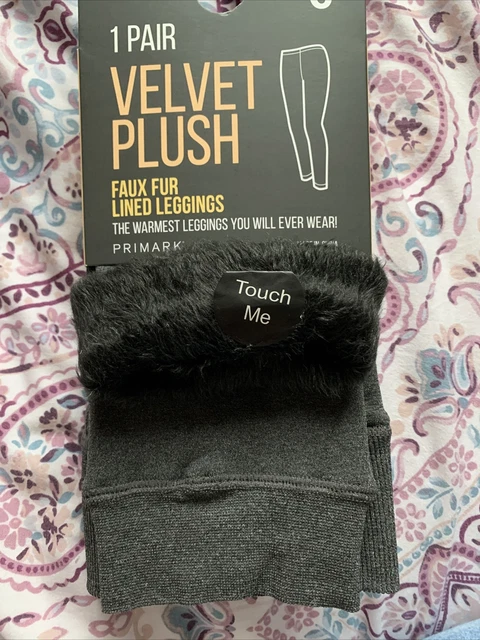 1 PAIR
VELVET
PLUSH
FAUX FUR
LINED LEGGINGS
THE WARMEST LEGGINGS YOU WILL EVER WEAR!
PRIMARK
Touch
Me